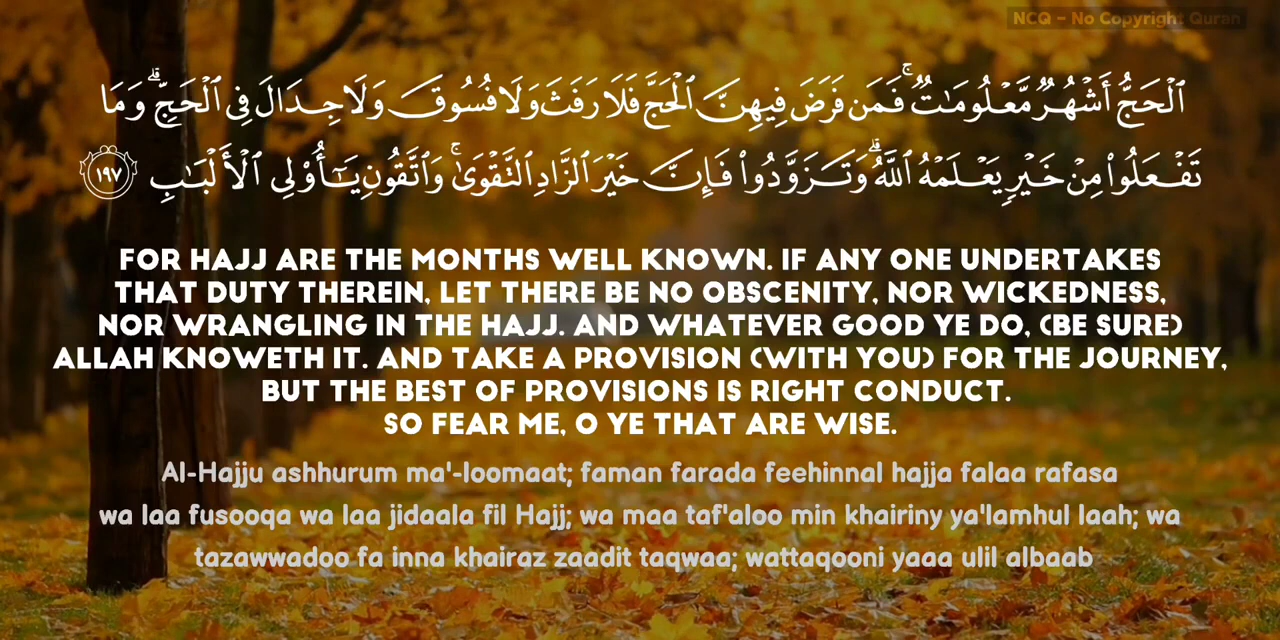 NCQ - No Copyright Quran
ٱلْحَجُّ أَشْهُرٌ مَّعْلُومَـٰتٌ ۚ فَمَن فَرَضَ فِيهِنَّ ٱلْحَجَّ فَلَا رَفَثَ وَلَا فُسُوقَ وَلَا جِدَالَ فِى ٱلْحَجِّ ۗ وَمَا
تَفْعَلُوا۟ مِنْ خَيْرٍ يَعْلَمْهُ ٱللَّهُ ۗ وَتَزَوَّدُوا۟ فَإِنَّ خَيْرَ ٱلزَّادِ ٱلتَّقْوَىٰ ۚ وَٱتَّقُونِ يَـٰٓأُو۟لِى ٱلْأَلْبَـٰبِ ١٩٧
FOR HAJJ ARE THE MONTHS WELL KNOWN. IF ANY ONE UNDERTAKES
THAT DUTY THEREIN, LET THERE BE NO OBSCENITY, NOR WICKEDNESS,
NOR WRANGLING IN THE HAJJ. AND WHATEVER GOOD YE DO, (BE SURE)
ALLAH KNOWETH IT. AND TAKE A PROVISION (WITH YOU) FOR THE JOURNEY,
BUT THE BEST OF PROVISIONS IS RIGHT CONDUCT.
SO FEAR ME, O YE THAT ARE WISE.
Al-Hajju ashhurum ma'-loomaat; faman farada feehinnal hajja falaa rafasa
wa laa fusooqa wa laa jidaala fil Hajj; wa maa taf'aloo min khairiny ya'lamhul laah; wa
tazawwadoo fa inna khairaz zaadit taqwaa; wattaqooni yaaa ulil albaab